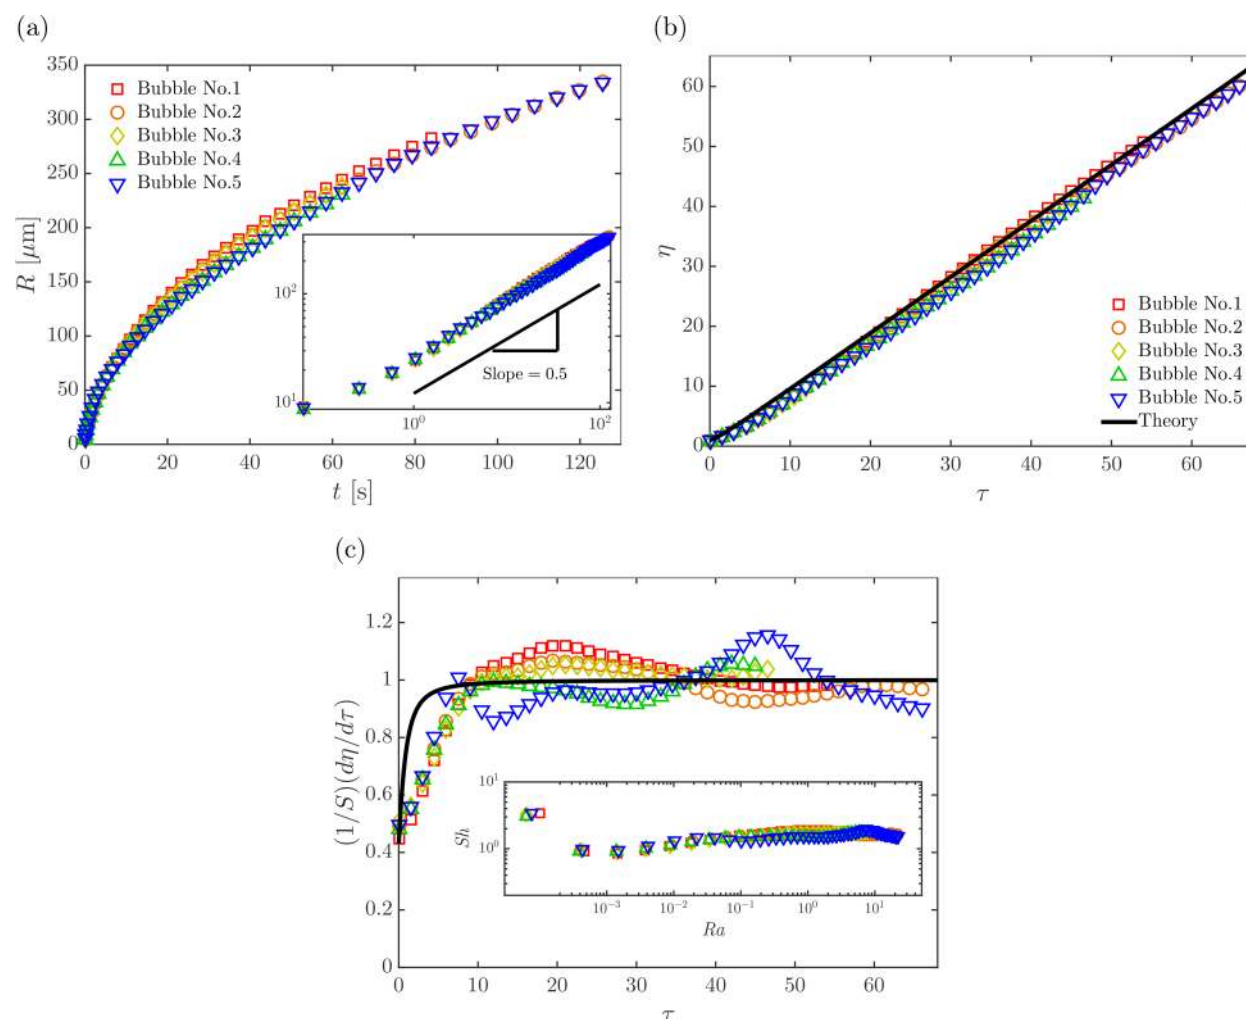 (a)
350
300
250
200
150
100
50
0
R [μm]
Bubble No.1
Bubble No.2
Bubble No.3
Bubble No.4
Bubble No.5
10²
10¹
10⁰
10²
Slope = 0.5
0
20
40
60
80
100
120
t [s]
(b)
60
50
40
30
20
10
0
η
Bubble No.1
Bubble No.2
Bubble No.3
Bubble No.4
Bubble No.5
Theory
0
10
20
30
40
50
60
τ
(c)
1.2
1
0.8
0.6
0.4
0.2
0
(1/S)(dη/dτ)
10¹
10⁰
Sh
10⁻³
10⁻²
10⁻¹
10⁰
10¹
Ra
0
10
20
30
40
50
60
τ